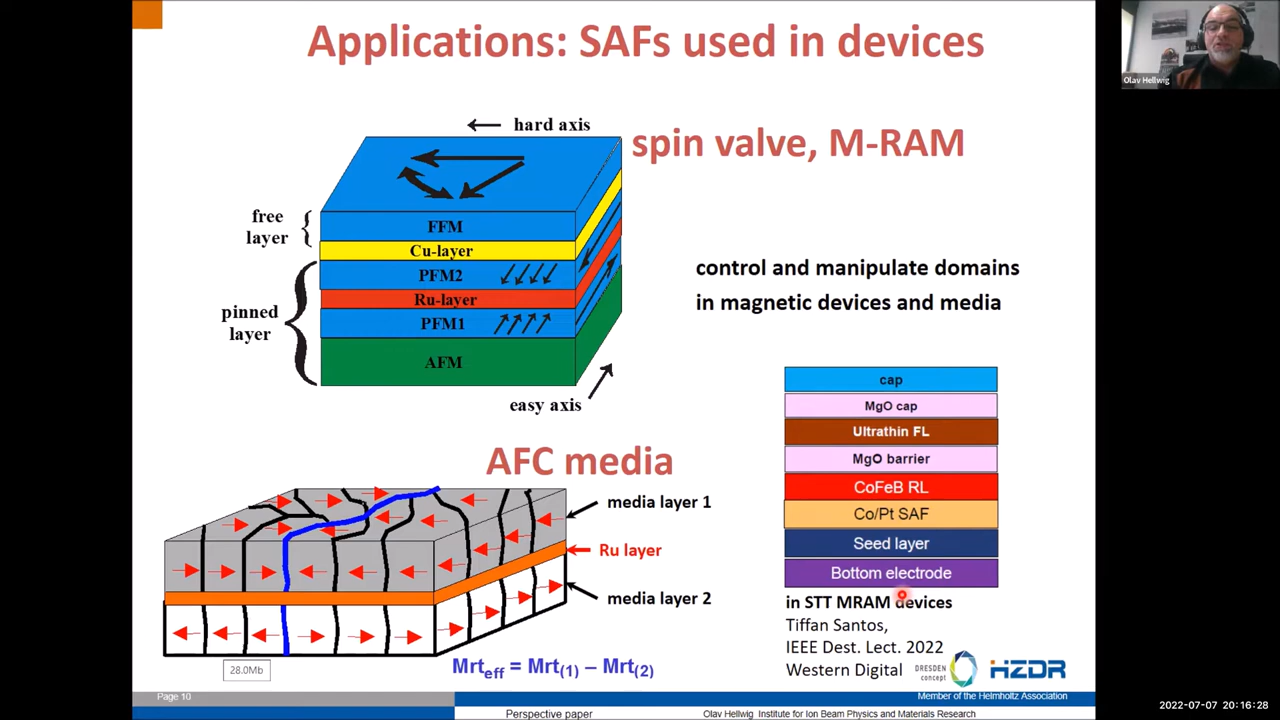 Applications: SAFs used in devices
Olav Hellwig
hard axis
spin valve, M-RAM
free
layer
FFM
Cu-layer
PFM2
Ru-layer
PFM1
AFM
pinned
layer
easy axis
control and manipulate domains
in magnetic devices and media
cap
MgO cap
Ultrathin FL
MgO barrier
CoFeB RL
Co/Pt SAF
Seed layer
Bottom electrode
in STT MRAM devices
Tiffan Santos,
IEEE Dest. Lect. 2022
Western Digital
AFC media
media layer 1
Ru layer
media layer 2
Mrteff = Mrt(1) – Mrt(2)
28.0Mb
DRESDEN
concept
HZDR
Page 10
Member of the Helmholtz Association
Perspective paper
Olav Hellwig Institute for Ion Beam Physics and Materials Research
2022-07-07 20:16:28